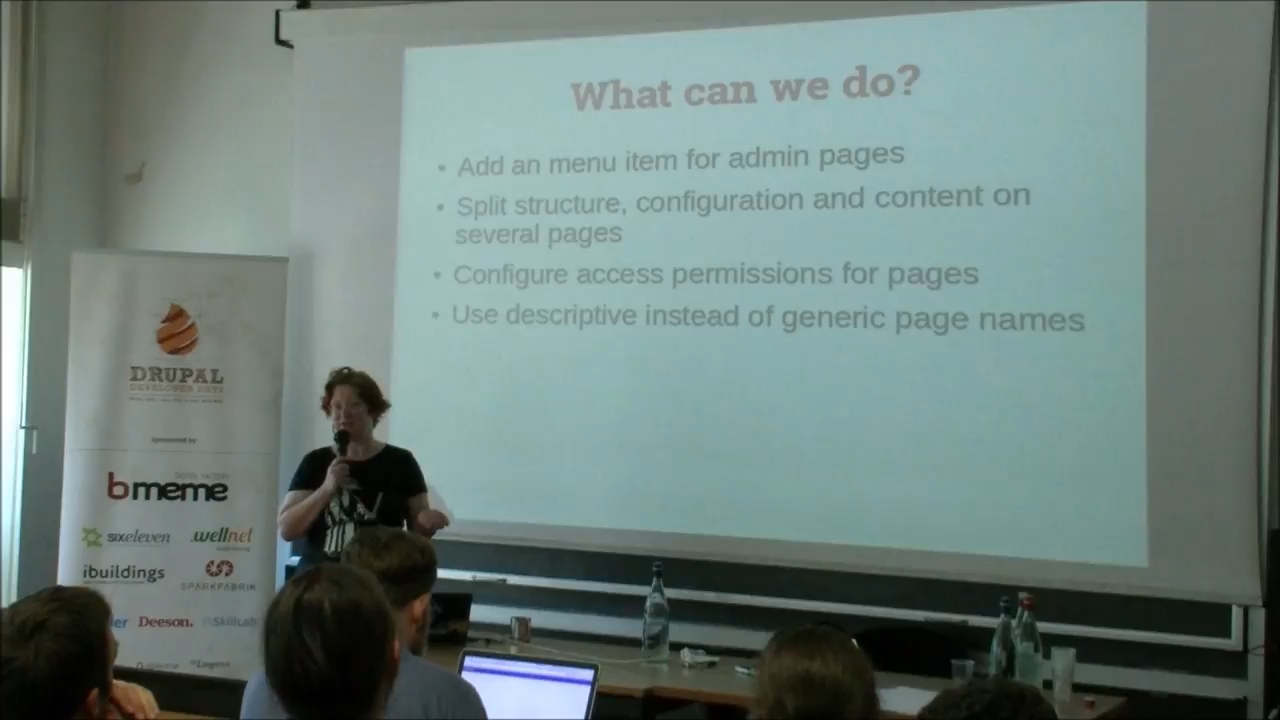 What can we do?
• Add an menu item for admin pages
• Split structure, configuration and content on
several pages
• Configure access permissions for pages
• Use descriptive instead of generic page names
DRUPAL
DEVELOPER DAYS
sponsored by
bmeme
sixeleven
.wellnet
ibuildings
SPARKFABRIK
Deeson.
SkillLab